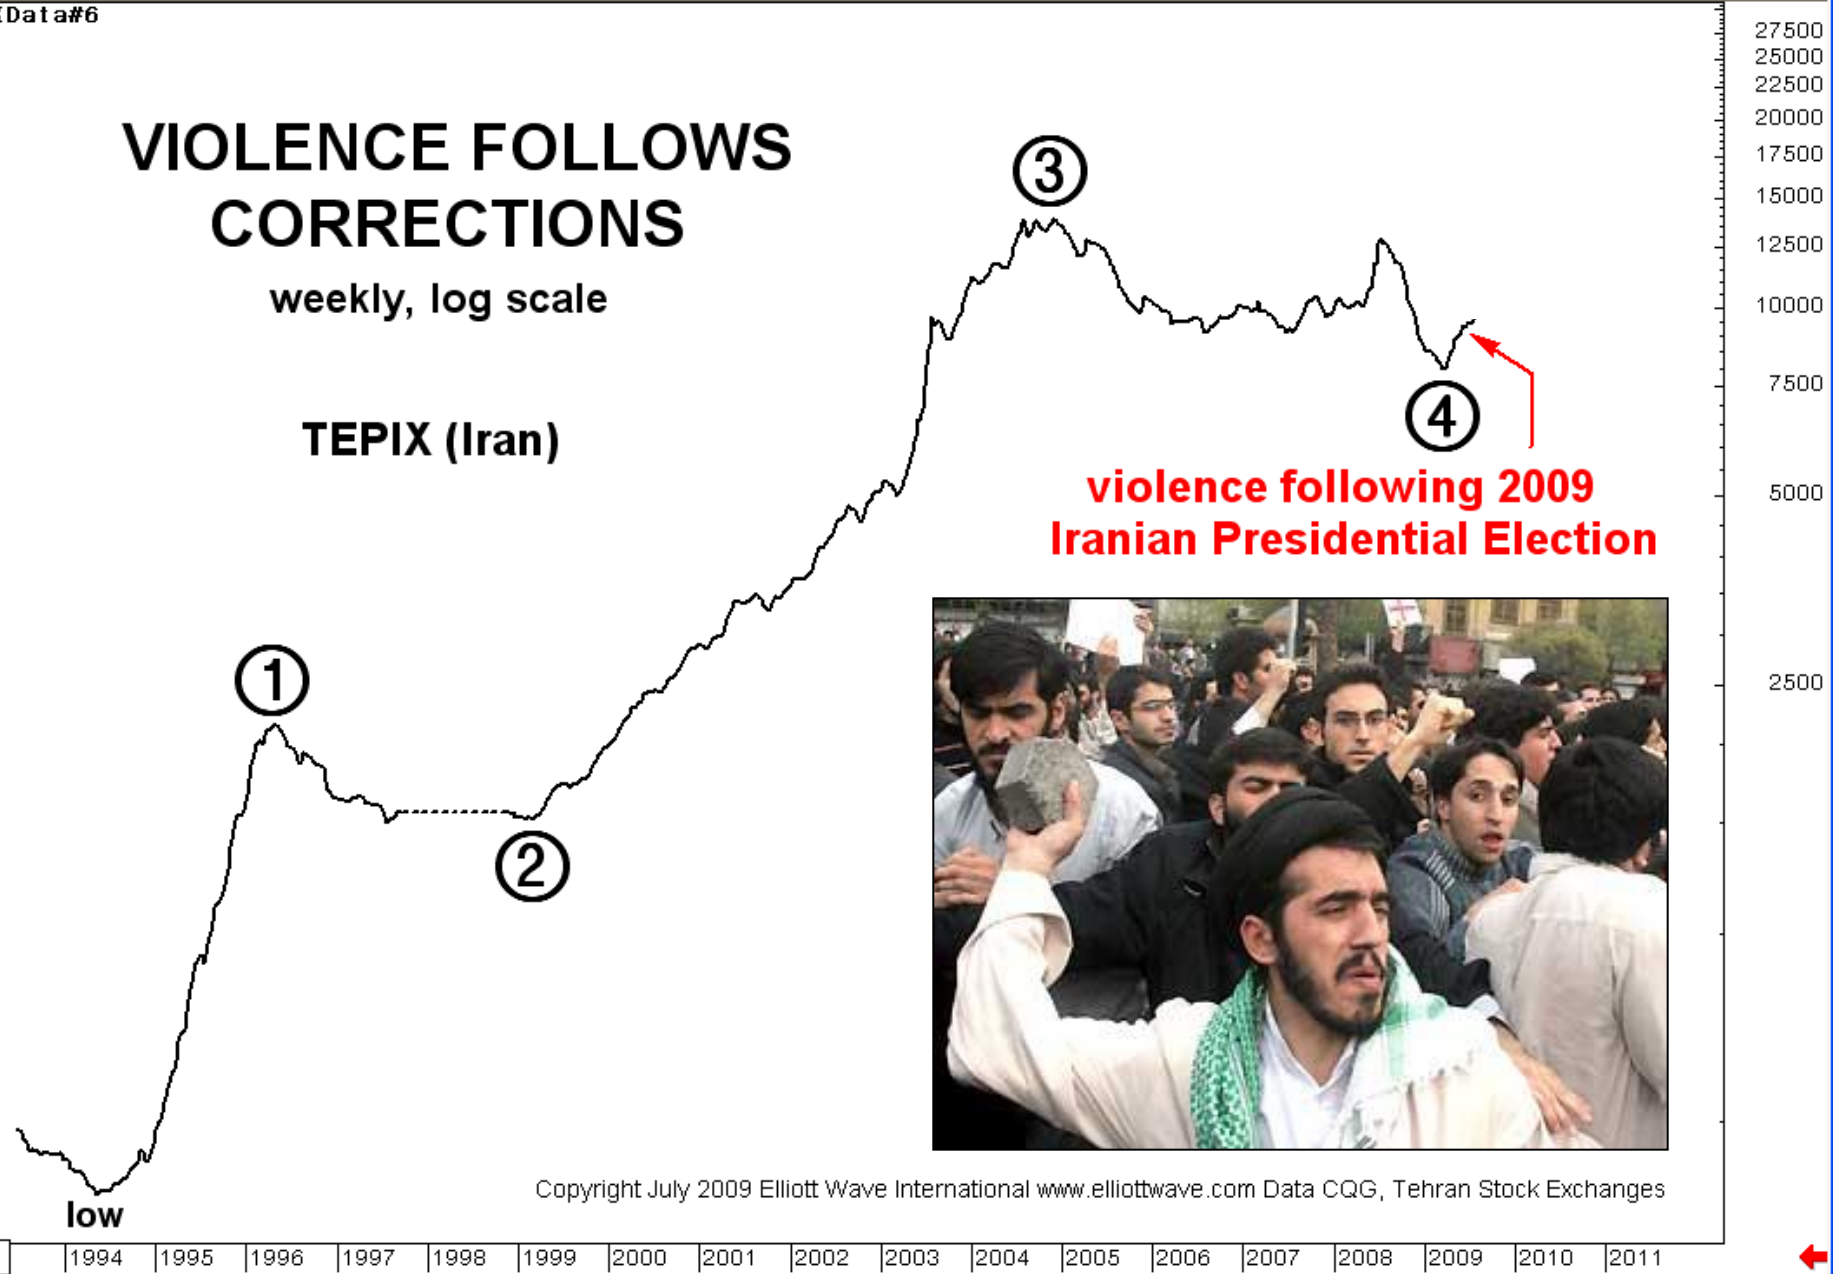 Data#6
27500
25000
22500
20000
17500
15000
12500
10000
7500
5000
2500
VIOLENCE FOLLOWS
CORRECTIONS
weekly, log scale
TEPIX (Iran)
3
4
violence following 2009
Iranian Presidential Election
1
2
low
Copyright July 2009 Elliott Wave International www.elliottwave.com Data CQG, Tehran Stock Exchanges
1994 1995 1996 1997 1998 1999 2000 2001 2002 2003 2004 2005 2006 2007 2008 2009 2010 2011